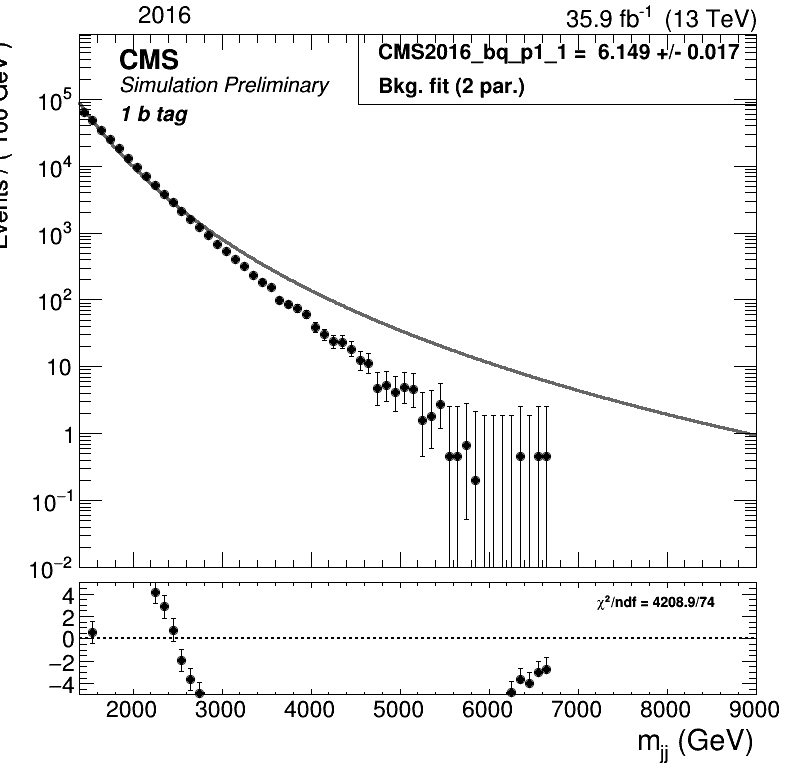 2016
35.9 fb⁻¹ (13 TeV)
CMS
Simulation Preliminary
1 b tag
CMS2016_bq_p1_1 = 6.149 +/- 0.017
Bkg. fit (2 par.)
Events / ( 100 GeV )
10⁵
10⁴
10³
10²
10
1
10⁻¹
10⁻²
χ²/ndf = 4208.9/74
4
2
0
−2
−4
2000 3000 4000 5000 6000 7000 8000 9000
m_jj (GeV)